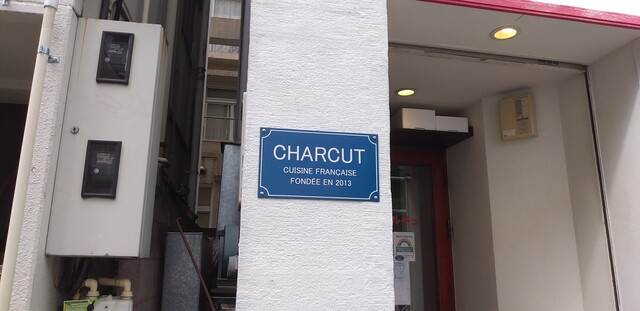 CHARCUT
CUISINE FRANÇAISE
FONDÉE EN 2013